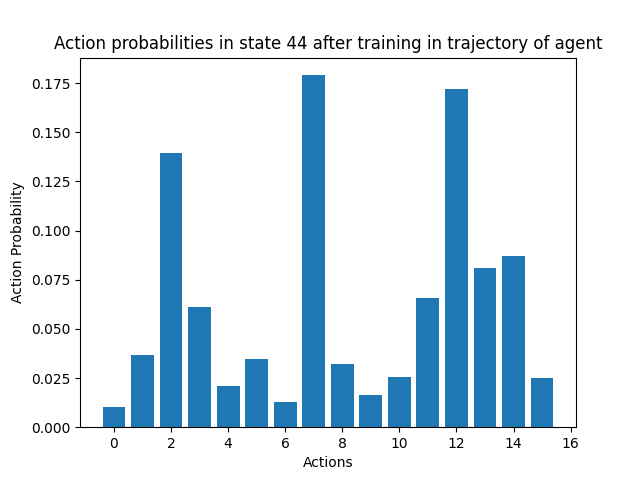 Action probabilities in state 44 after training in trajectory of agent
0.175
0.150
0.125
0.100
0.075
0.050
0.025
0.000
Action Probability
0 2 4 6 8 10 12 14 16
Actions